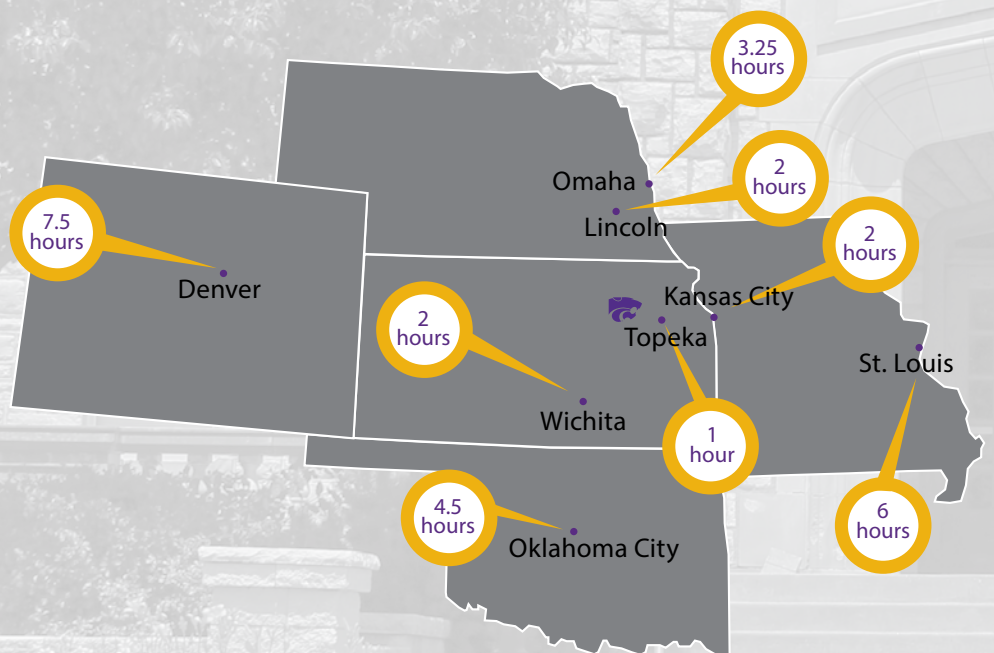 3.25
hours
Omaha
2
hours
Lincoln
7.5
hours
Denver
2
hours
Kansas City
Topeka
2
hours
Wichita
St. Louis
1
hour
4.5
hours
Oklahoma City
6
hours